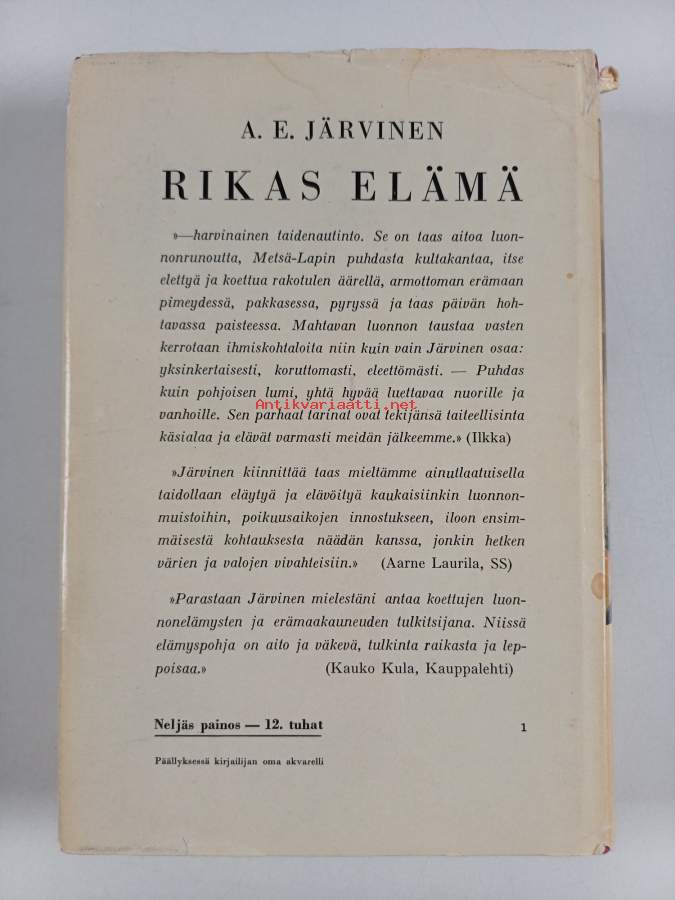 A. E. JÄRVINEN
RIKAS ELÄMÄ
»—harvinainen taidenautinto. Se on taas aitoa luon-
nonrunoutta, Metsä-Lapin puhdasta kultakantaa, itse
elettyä ja koettua rakotulen äärellä, armottoman erämaan
pimeydessä, pakkasessa, pyryssä ja taas päivän hoh-
tavassa paisteessa. Mahtavan luonnon taustaa vasten
kerrotaan ihmiskohtaloita niin kuin vain Järvinen osaa:
yksinkertaisesti, koruttomasti, eleettömästi. — Puhdas
kuin pohjoisen lumi, yhtä hyvää luettavaa nuorille ja
Antikvariaatti.net
vanhoille. Sen parhaat tarinat ovat tekijänsä taiteellisinta
käsialaa ja elävät varmasti meidän jälkeemme.» (Ilkka)
»Järvinen kiinnittää taas mieltämme ainutlaatuisella
taidollaan eläytyä ja elävöityä kaukaisiinkin luonnon-
muistoihin, poikuusaikojen innostukseen, iloon ensim-
mäisestä kohtauksesta näädän kanssa, jonkin hetken
värien ja valojen vivahteisiin.» (Aarne Laurila, SS)
»Parastaan Järvinen mielestäni antaa koettujen luon-
nonelämysten ja erämaakauneuden tulkitsijana. Niissä
elämyspohja on aito ja väkevä, tulkinta raikasta ja lep-
poisaa.» (Kauko Kula, Kauppalehti)
Neljäs painos — 12. tuhat 1
Päällyksessä kirjailijan oma akvarelli